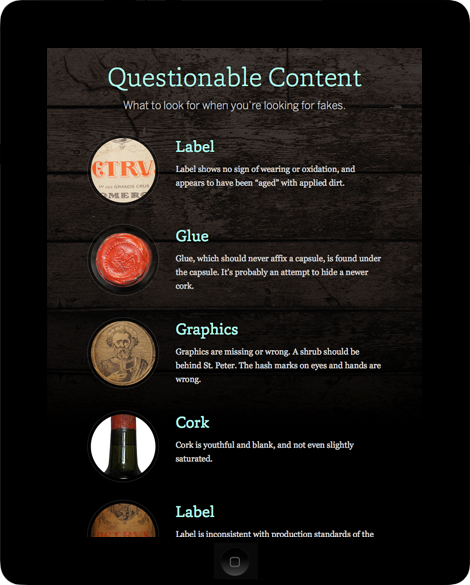 Questionable Content
What to look for when you're looking for fakes.
ETRV
OMERO
Label
Label shows no sign of wearing or oxidation, and
appears to have been "aged" with applied dirt.
Glue
Glue, which should never affix a capsule, is found under
the capsule. It's probably an attempt to hide a newer
cork.
Graphics
Graphics are missing or wrong. A shrub should be
behind St. Peter. The hash marks on eyes and hands are
wrong.
Cork
Cork is youthful and blank, and not even slightly
saturated.
Label
Label is inconsistent with production standards of the